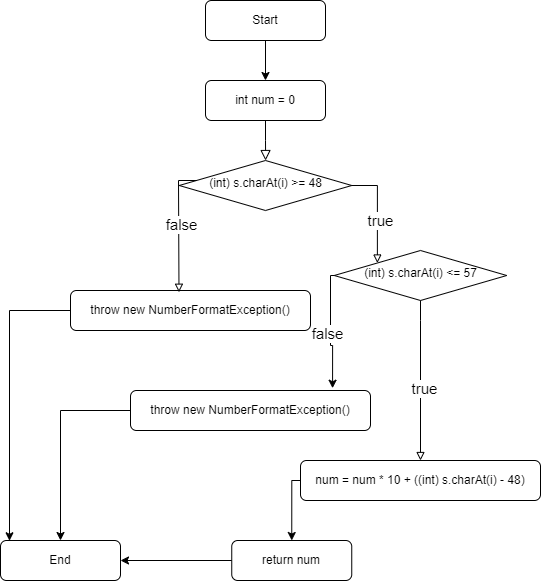 Start
int num = 0
(int) s.charAt(i) >= 48
false
true
(int) s.charAt(i) <= 57
throw new NumberFormatException()
false
true
throw new NumberFormatException()
num = num * 10 + ((int) s.charAt(i) - 48)
End
return num